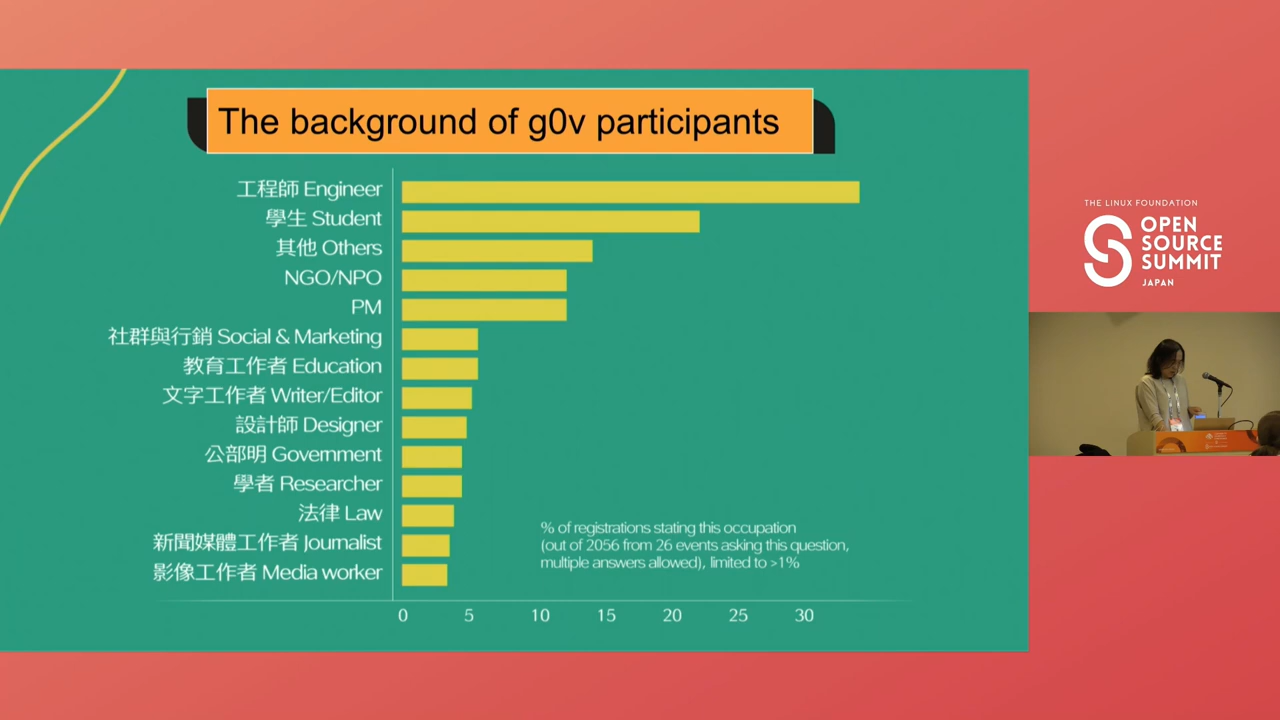 The background of g0v participants
工程師 Engineer
學生 Student
其他 Others
NGO/NPO
PM
社群與行銷 Social & Marketing
教育工作者 Education
文字工作者 Writer/Editor
設計師 Designer
公部明 Government
學者 Researcher
法律 Law
新聞媒體工作者 Journalist
影像工作者 Media worker
% of registrations stating this occupation
(out of 2056 from 26 events asking this question,
multiple answers allowed), limited to >1%
0 5 10 15 20 25 30
THE LINUX FOUNDATION
OPEN
SOURCE
SUMMIT
JAPAN